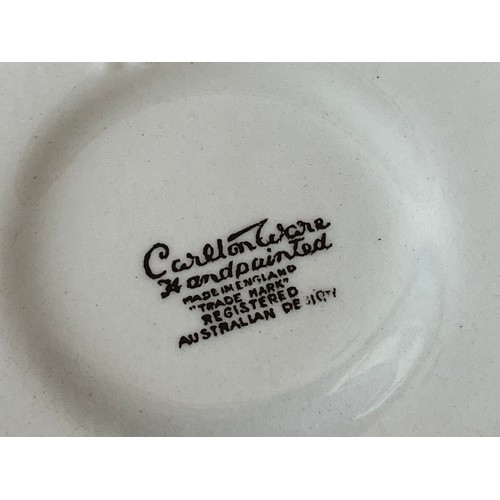 Carlton Ware
Handpainted
MADE IN ENGLAND
"TRADE MARK"
REGISTERED
AUSTRALIAN DESIGN